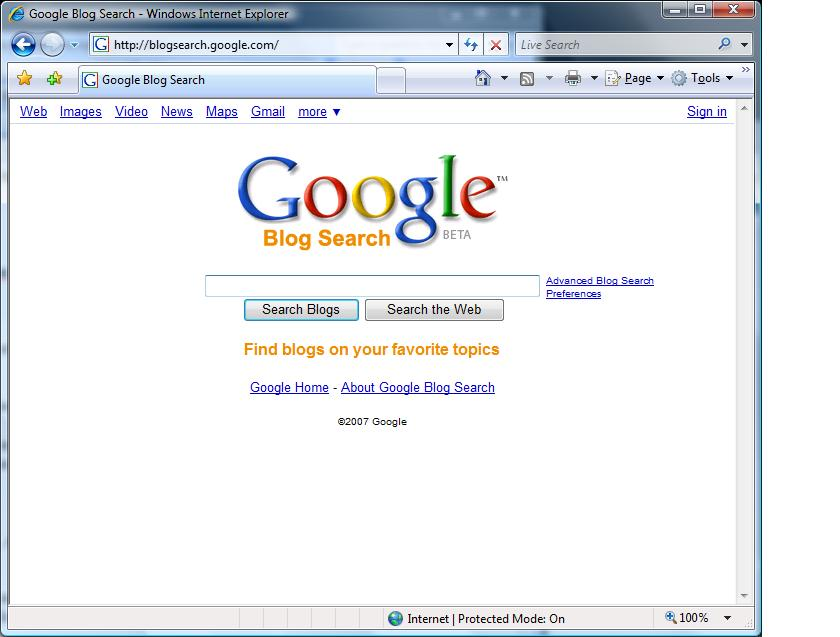 Google Blog Search - Windows Internet Explorer
http://blogsearch.google.com/ Live Search
Google Blog Search Page Tools »
Web Images Video News Maps Gmail more ▼ Sign in
Google™
Blog Search BETA
Advanced Blog Search
Preferences
Search Blogs Search the Web
Find blogs on your favorite topics
Google Home - About Google Blog Search
©2007 Google
Internet | Protected Mode: On 100%